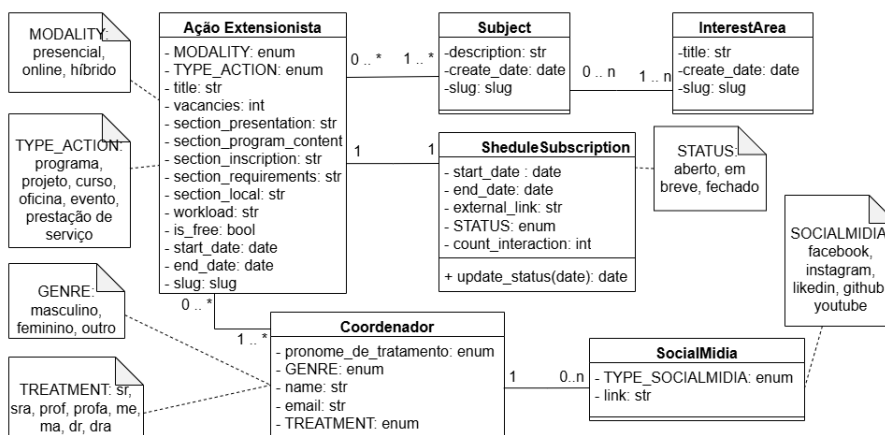 MODALITY:
presencial,
online, híbrido
TYPE_ACTION:
programa,
projeto, curso,
oficina, evento,
prestação de
serviço
GENRE:
masculino,
feminino, outro
TREATMENT: sr,
sra, prof, profa, me,
ma, dr, dra
Ação Extensionista
- MODALITY: enum
- TYPE_ACTION: enum
- title: str
- vacancies: int
- section_presentation: str
- section_program_content
- section_inscription: str
- section_requirements: str
- section_local: str
- workload: str
- is_free: bool
- start_date: date
- end_date: date
- slug: slug
0 .. *
1 .. *
Subject
-description: str
-create_date: date
-slug: slug
0 .. n
1 .. n
InterestArea
-title: str
-create_date: date
-slug: slug
1
1
SheduleSubscription
- start_date : date
- end_date: date
- external_link: str
- STATUS: enum
- count_interaction: int
+ update_status(date): date
STATUS:
aberto, em
breve, fechado
SOCIALMIDIA:
facebook,
instagram,
likedin, github
youtube
0 .. *
1 .. *
Coordenador
- pronome_de_tratamento: enum
- GENRE: enum
- name: str
- email: str
- TREATMENT: enum
1
0..n
SocialMidia
- TYPE_SOCIALMIDIA: enum
- link: str